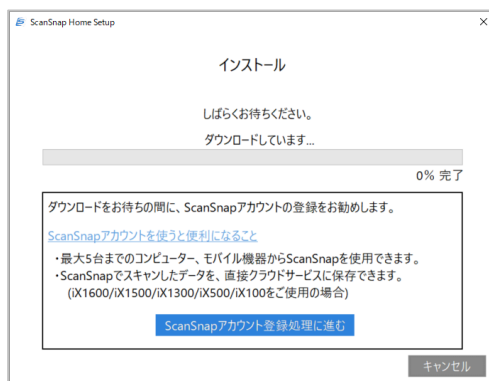 ScanSnap Home Setup
インストール
しばらくお待ちください。
ダウンロードしています...
0% 完了
ダウンロードをお待ちの間に、ScanSnapアカウントの登録をお勧めします。
ScanSnapアカウントを使うと便利になること
・最大5台までのコンピューター、モバイル機器からScanSnapを使用できます。
・ScanSnapでスキャンしたデータを、直接クラウドサービスに保存できます。
(iX1600/iX1500/iX1300/iX500/iX100をご使用の場合)
ScanSnapアカウント登録処理に進む
キャンセル